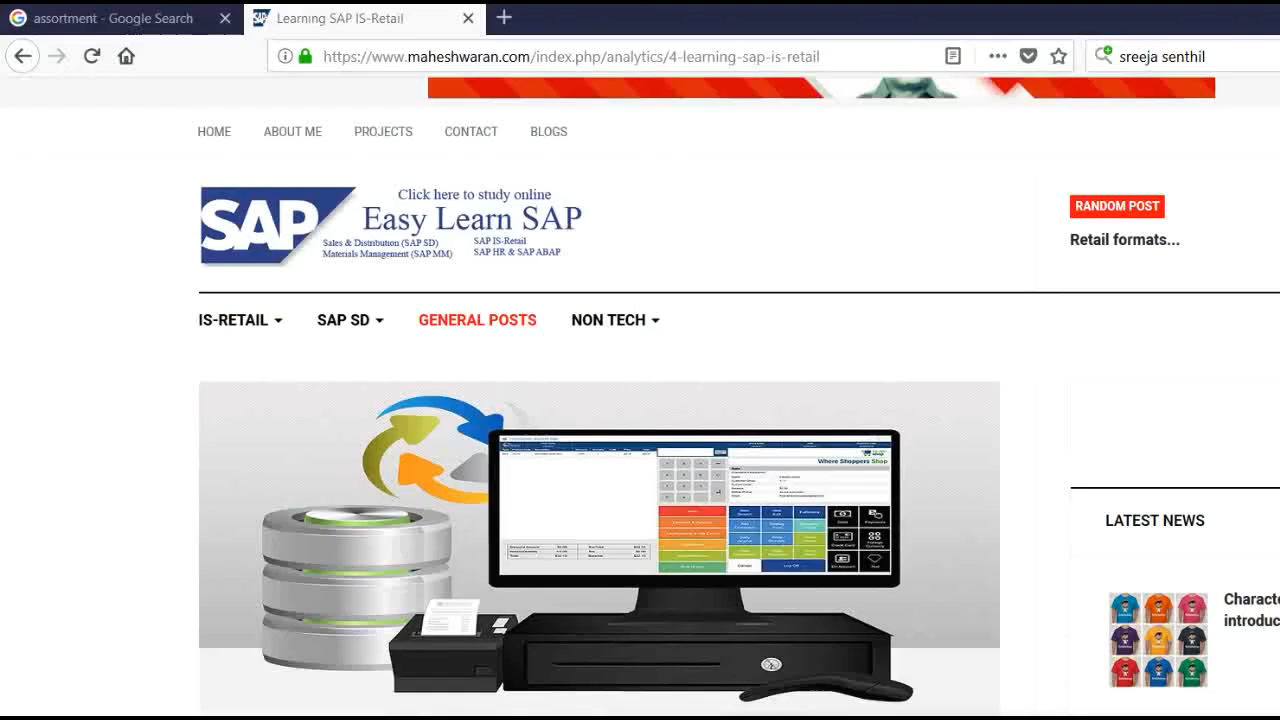 assortment - Google Search
Learning SAP IS-Retail
https://www.maheshwaran.com/index.php/analytics/4-learning-sap-is-retail
sreeja senthil
HOME ABOUT ME PROJECTS CONTACT BLOGS
SAP
Click here to study online
Easy Learn SAP
Sales & Distribution (SAP SD) SAP IS-Retail
Materials Management (SAP MM) SAP HR & SAP ABAP
RANDOM POST
Retail formats...
IS-RETAIL SAP SD GENERAL POSTS NON TECH
Where Shoppers Shop
LATEST NEWS
Characte
introduc